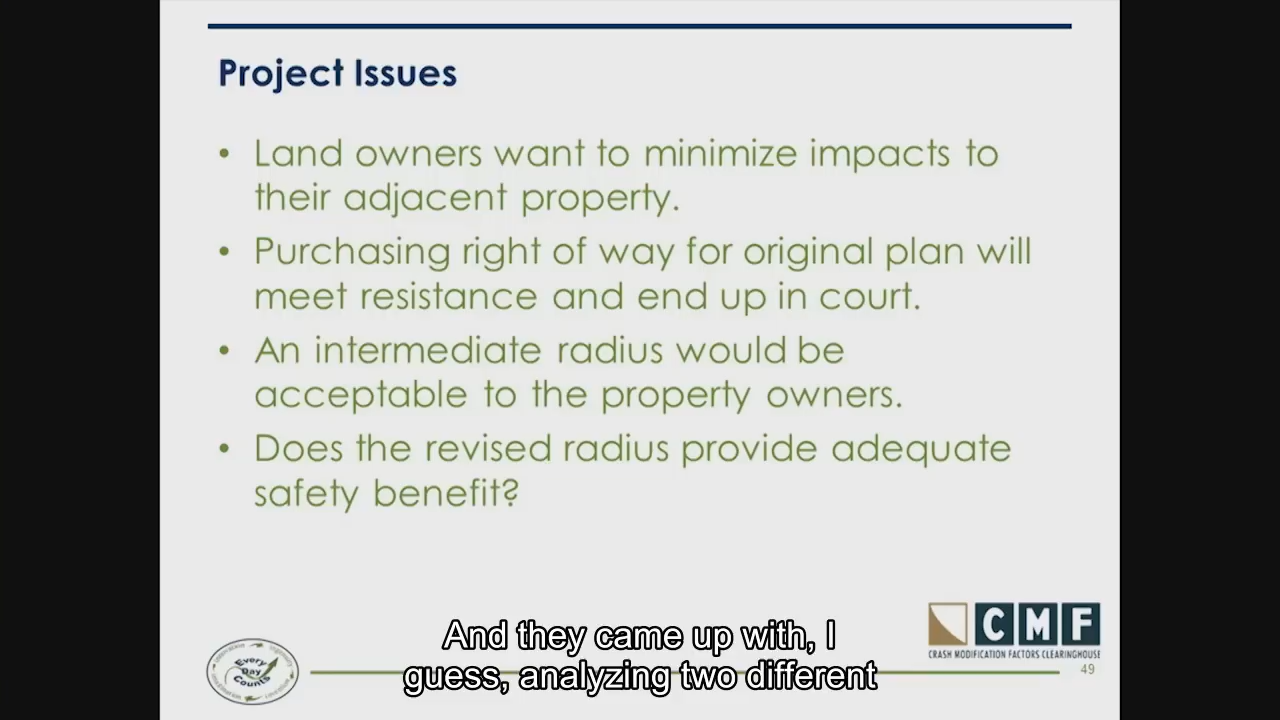 Project Issues
• Land owners want to minimize impacts to
their adjacent property.
• Purchasing right of way for original plan will
meet resistance and end up in court.
• An intermediate radius would be
acceptable to the property owners.
• Does the revised radius provide adequate
safety benefit?
CMF
CRASH MODIFICATION FACTORS CLEARINGHOUSE
And they came up with, I
guess, analyzing two different
Every
Day
Counts
49